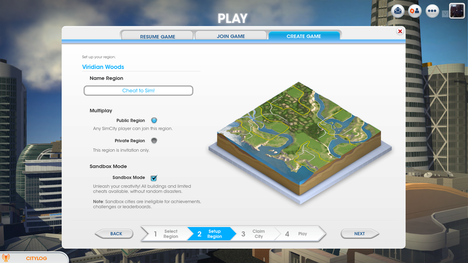 PLAY
RESUME GAME
JOIN GAME
CREATE GAME
Set up your region
Viridian Woods
Name Region
Cheat to Sim!
Multiplay
Public Region
Any SimCity player can join this region.
Private Region
This region is invitation only.
Sandbox Mode
Sandbox Mode
Unleash your creativity! All buildings and limited
cheats available, without random disasters.
Note: Sandbox cities are ineligible for achievements,
challenges or leaderboards.
BACK
1 Select
Region
2 Setup
Region
3 Claim
City
4 Play
NEXT
CITYLOG